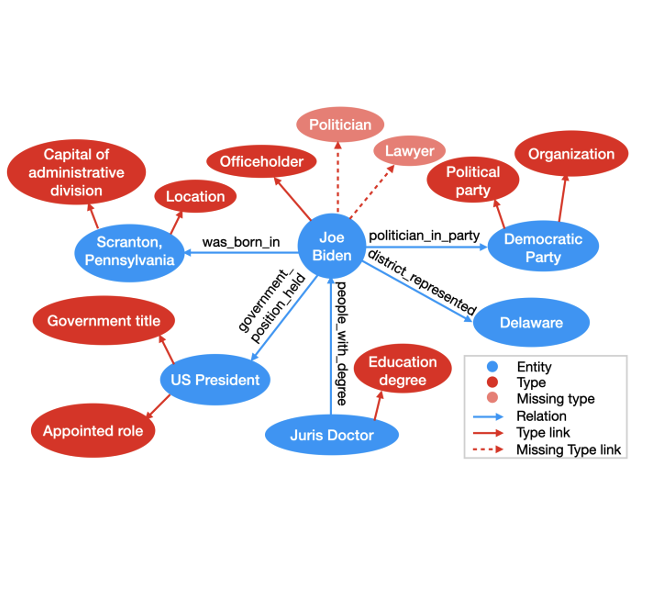 Politician
Lawyer
Officeholder
Capital of
administrative
division
Location
Political
party
Organization
Scranton,
Pennsylvania
was_born_in
Joe
Biden
politician_in_party
Democratic
Party
district_represented
Delaware
government_
position_held
people_with_degree
Government title
US President
Appointed role
Education
degree
Juris Doctor
Entity
Type
Missing type
Relation
Type link
Missing Type link